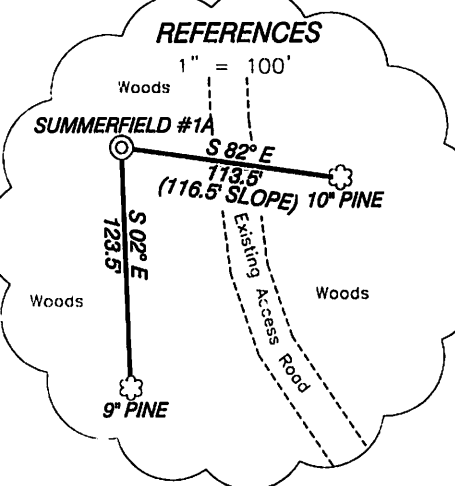 REFERENCES
1" = 100'
Woods
SUMMERFIELD #1A
S 82° E
113.5'
(116.5' SLOPE)
10" PINE
S 02° E
123.5'
Existing Access Road
Woods
Woods
9" PINE